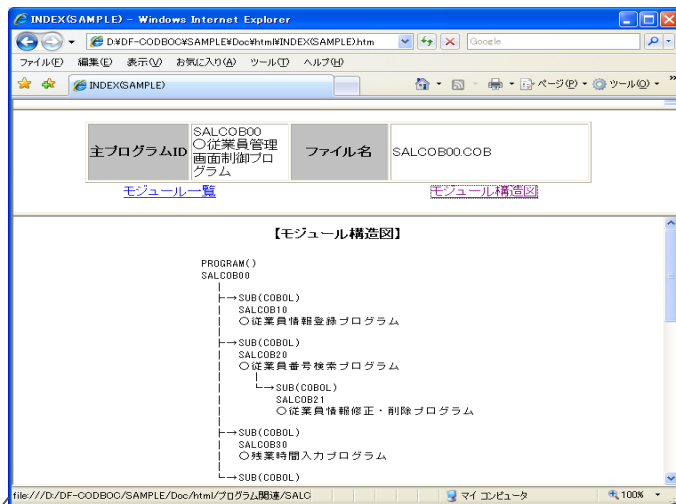 INDEX(SAMPLE) - Windows Internet Explorer
D:¥DF-CODBOC¥SAMPLE¥Doc¥html¥INDEX(SAMPLE).htm
Google
ファイル(F) 編集(E) 表示(V) お気に入り(A) ツール(T) ヘルプ(H)
INDEX(SAMPLE)
ページ(P) ツール(O) »
主プログラムID
SALCOB00
○従業員管理
画面制御プロ
グラム
ファイル名
SALCOB00.COB
モジュール一覧
モジュール構造図
【モジュール構造図】
PROGRAM()
SALCOB00
SUB(COBOL)
SALCOB10
○従業員情報登録プログラム
SUB(COBOL)
SALCOB20
○従業員番号検索プログラム
SUB(COBOL)
SALCOB21
○従業員情報修正・削除プログラム
SUB(COBOL)
SALCOB30
○残業時間入力プログラム
SUB(COBOL)
file:///D:/DF-CODBOC/SAMPLE/Doc/html/プログラム関連/SALC
マイ コンピュータ
100%